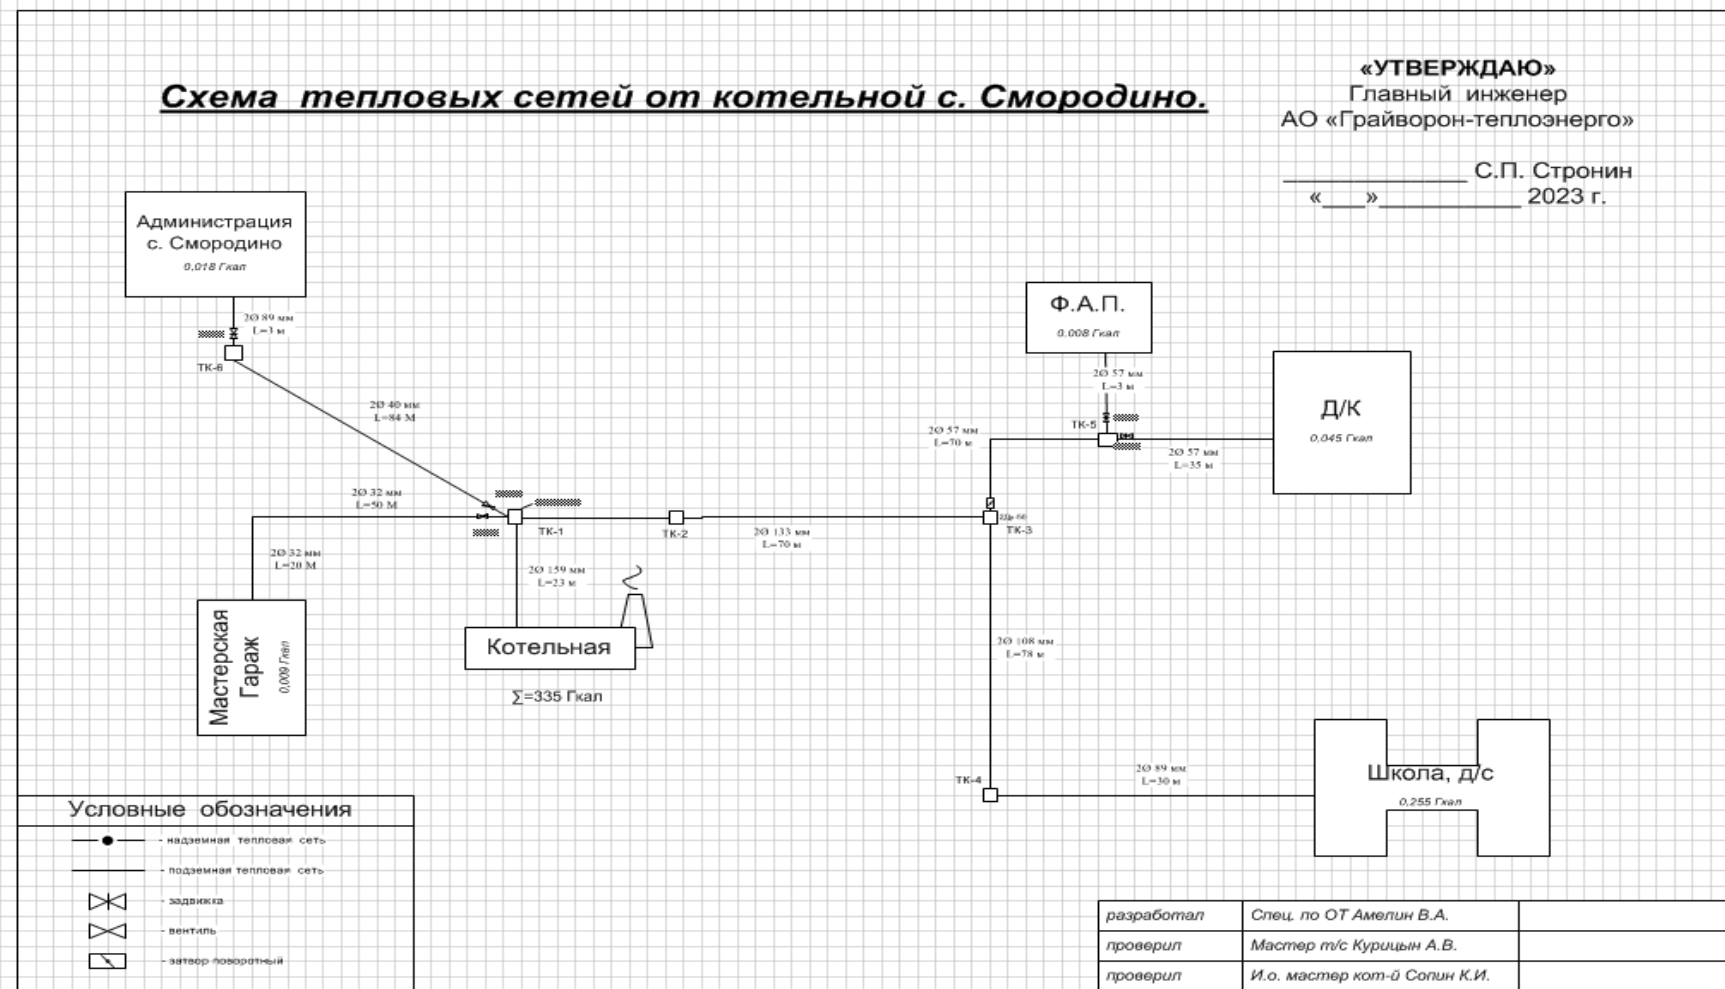 Схема тепловых сетей от котельной с. Смородино.
«УТВЕРЖДАЮ»
Главный инженер
АО «Грайворон-теплоэнерго»
______________ С.П. Стронин
«___»___________ 2023 г.
Администрация
с. Смородино
0,018 Гкал
2Ø 89 мм
L=3 м
ТК-6
2Ø 40 мм
L=84 М
Ф.А.П.
0.008 Гкал
2Ø 57 мм
L=3 м
ТК-5
Д/К
0,045 Гкал
2Ø 57 мм
L=70 м
2Ø 57 мм
L=35 м
2Ø 32 мм
L=50 М
ТК-1
ТК-2
2Ø 133 мм
L=70 м
ТК-3
2Ø 32 мм
L=20 М
2Ø 159 мм
L=23 м
Мастерская
Гараж
0,009 Гкал
Котельная
∑=335 Гкал
2Ø 108 мм
L=78 м
ТК-4
2Ø 89 мм
L=30 м
Школа, д/с
0,255 Гкал
Условные обозначения
- надземная тепловая сеть
- подземная тепловая сеть
- задвижка
- вентиль
- затвор поворотный
разработал Спец. по ОТ Амелин В.А.
проверил Мастер т/с Курицын А.В.
проверил И.о. мастер кот-й Сопин К.И.